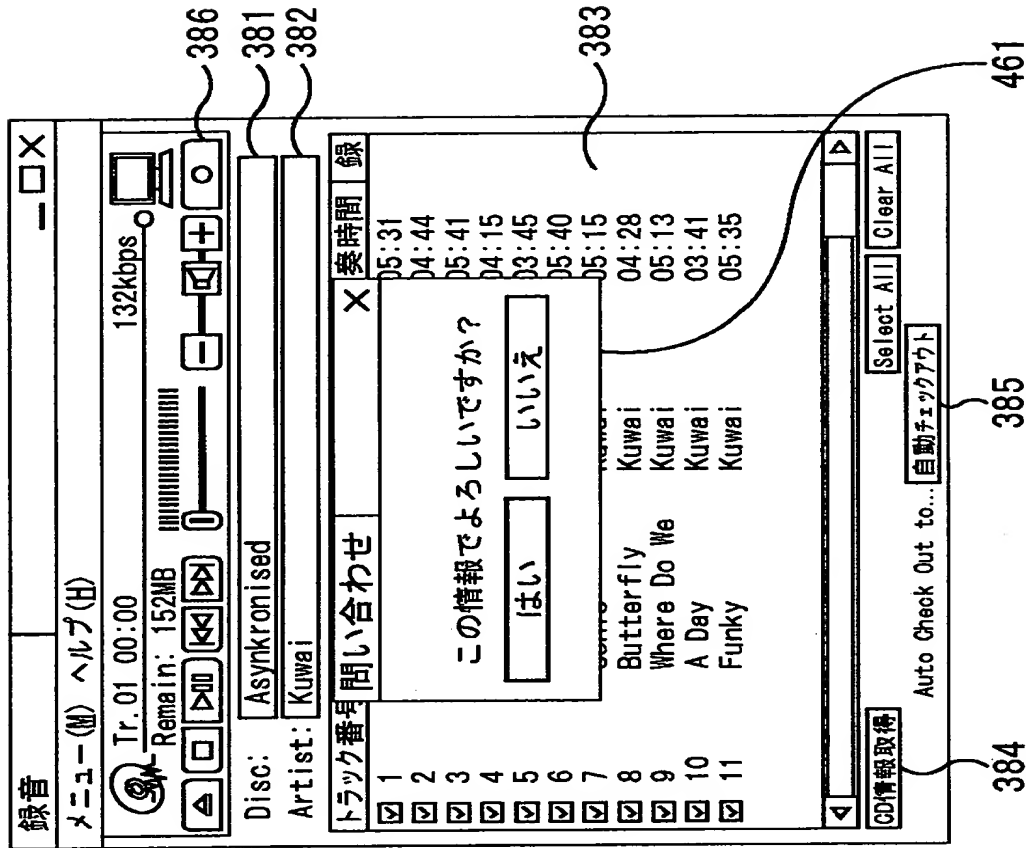 録音
メニュー(M) ヘルプ(H)
Tr.01 00:00
132kbps
Remain: 152MB
386
Disc: Asynkronised
381
Artist: Kuwai
382
トラック番号
奏時間 録
問い合わせ
この情報でよろしいですか?
はい いいえ
1 05:31
2 04:44
3 05:41
4 04:15
5 03:45
6 05:40
7 05:15
8 Butterfly Kuwai 04:28
9 Where Do We Kuwai 05:13
10 A Day Kuwai 03:41
11 Funky Kuwai 05:35
383
461
CD情報取得
Select All
Clear All
Auto Check Out to... 自動チェックアウト
384
385